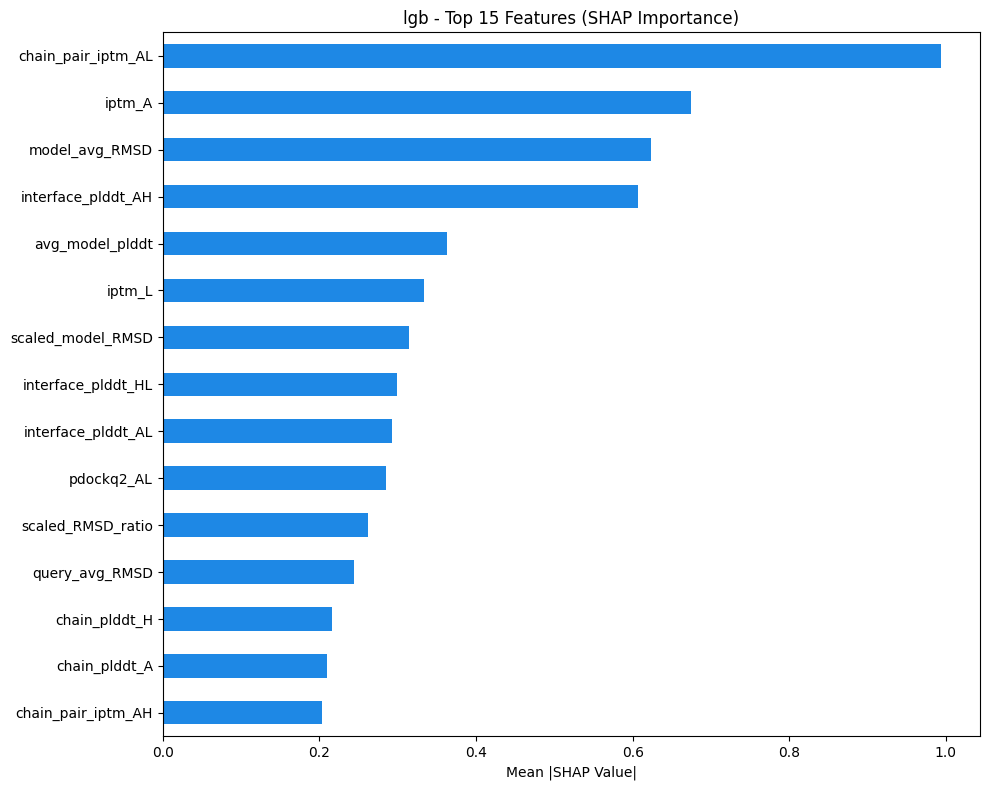 lgb - Top 15 Features (SHAP Importance)
chain_pair_iptm_AL
iptm_A
model_avg_RMSD
interface_plddt_AH
avg_model_plddt
iptm_L
scaled_model_RMSD
interface_plddt_HL
interface_plddt_AL
pdockq2_AL
scaled_RMSD_ratio
query_avg_RMSD
chain_plddt_H
chain_plddt_A
chain_pair_iptm_AH
0.0 0.2 0.4 0.6 0.8 1.0
Mean |SHAP Value|